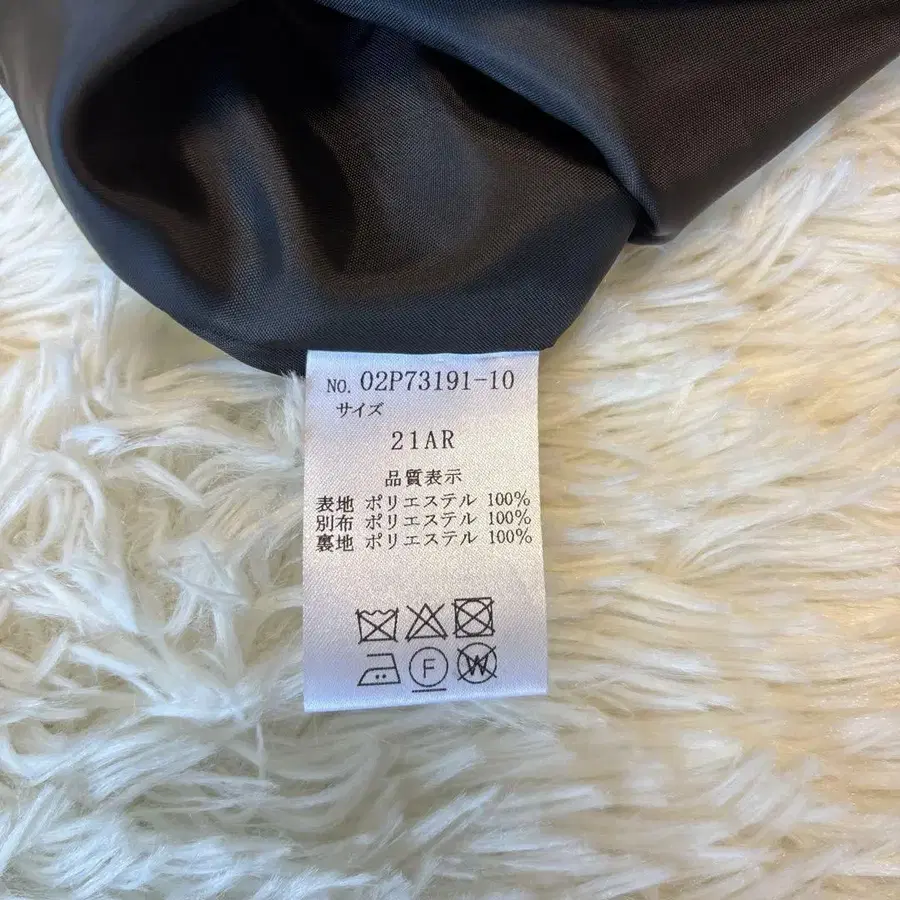 NO. 02P73191-10
サイズ
21AR
品質表示
表地 ポリエステル 100%
別布 ポリエステル 100%
裏地 ポリエステル 100%
F W